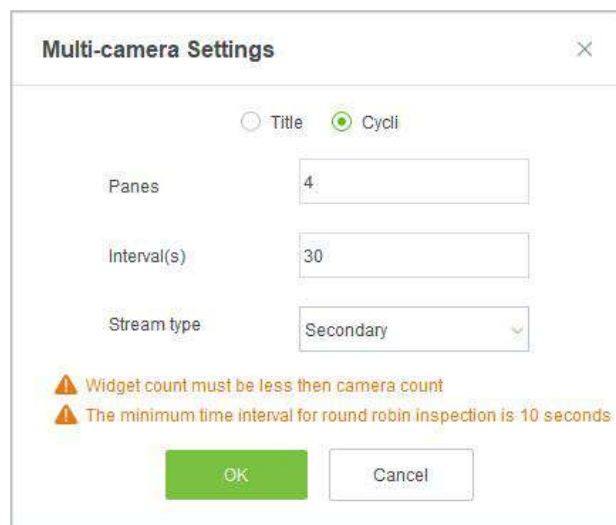 Multi-camera Settings
Title Cycli
Panes 4
Interval(s) 30
Stream type Secondary
Widget count must be less then camera count
The minimum time interval for round robin inspection is 10 seconds
OK Cancel